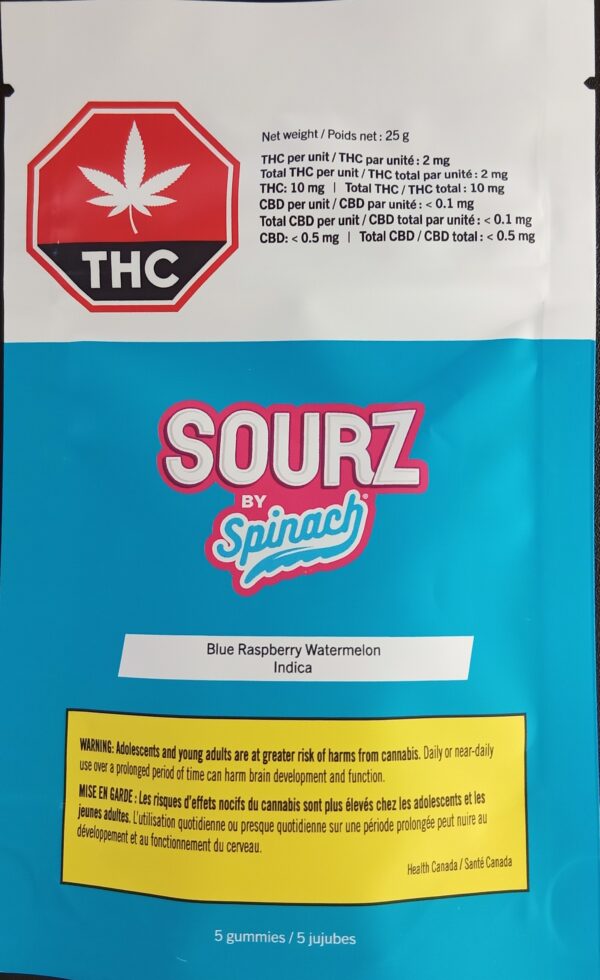 Net weight / Poids net : 25 g
THC per unit / THC par unité : 2 mg
Total THC per unit / THC total par unité : 2 mg
THC: 10 mg | Total THC / THC total : 10 mg
CBD per unit / CBD par unité : < 0.1 mg
Total CBD per unit / CBD total par unité : < 0.1 mg
CBD: < 0.5 mg | Total CBD / CBD total : < 0.5 mg
THC
SOURZ
BY
Spinach®
Blue Raspberry Watermelon
Indica
WARNING: Adolescents and young adults are at greater risk of harms from cannabis. Daily or near-daily
use over a prolonged period of time can harm brain development and function.
MISE EN GARDE : Les risques d'effets nocifs du cannabis sont plus élevés chez les adolescents et les
jeunes adultes. L'utilisation quotidienne ou presque quotidienne sur une période prolongée peut nuire au
développement et au fonctionnement du cerveau.
Health Canada / Santé Canada
5 gummies / 5 jujubes